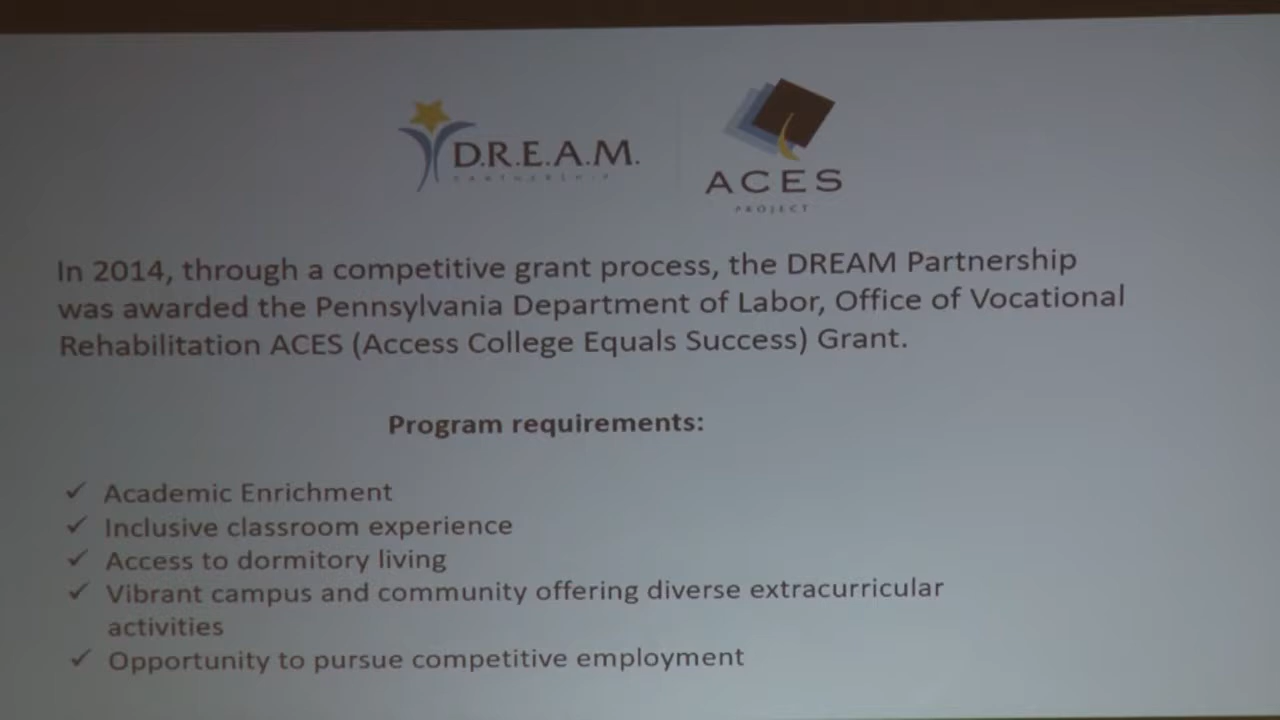 D.R.E.A.M.
PARTNERSHIP
ACES
PROJECT
In 2014, through a competitive grant process, the DREAM Partnership
was awarded the Pennsylvania Department of Labor, Office of Vocational
Rehabilitation ACES (Access College Equals Success) Grant.
Program requirements:
✓ Academic Enrichment
✓ Inclusive classroom experience
✓ Access to dormitory living
✓ Vibrant campus and community offering diverse extracurricular
activities
✓ Opportunity to pursue competitive employment